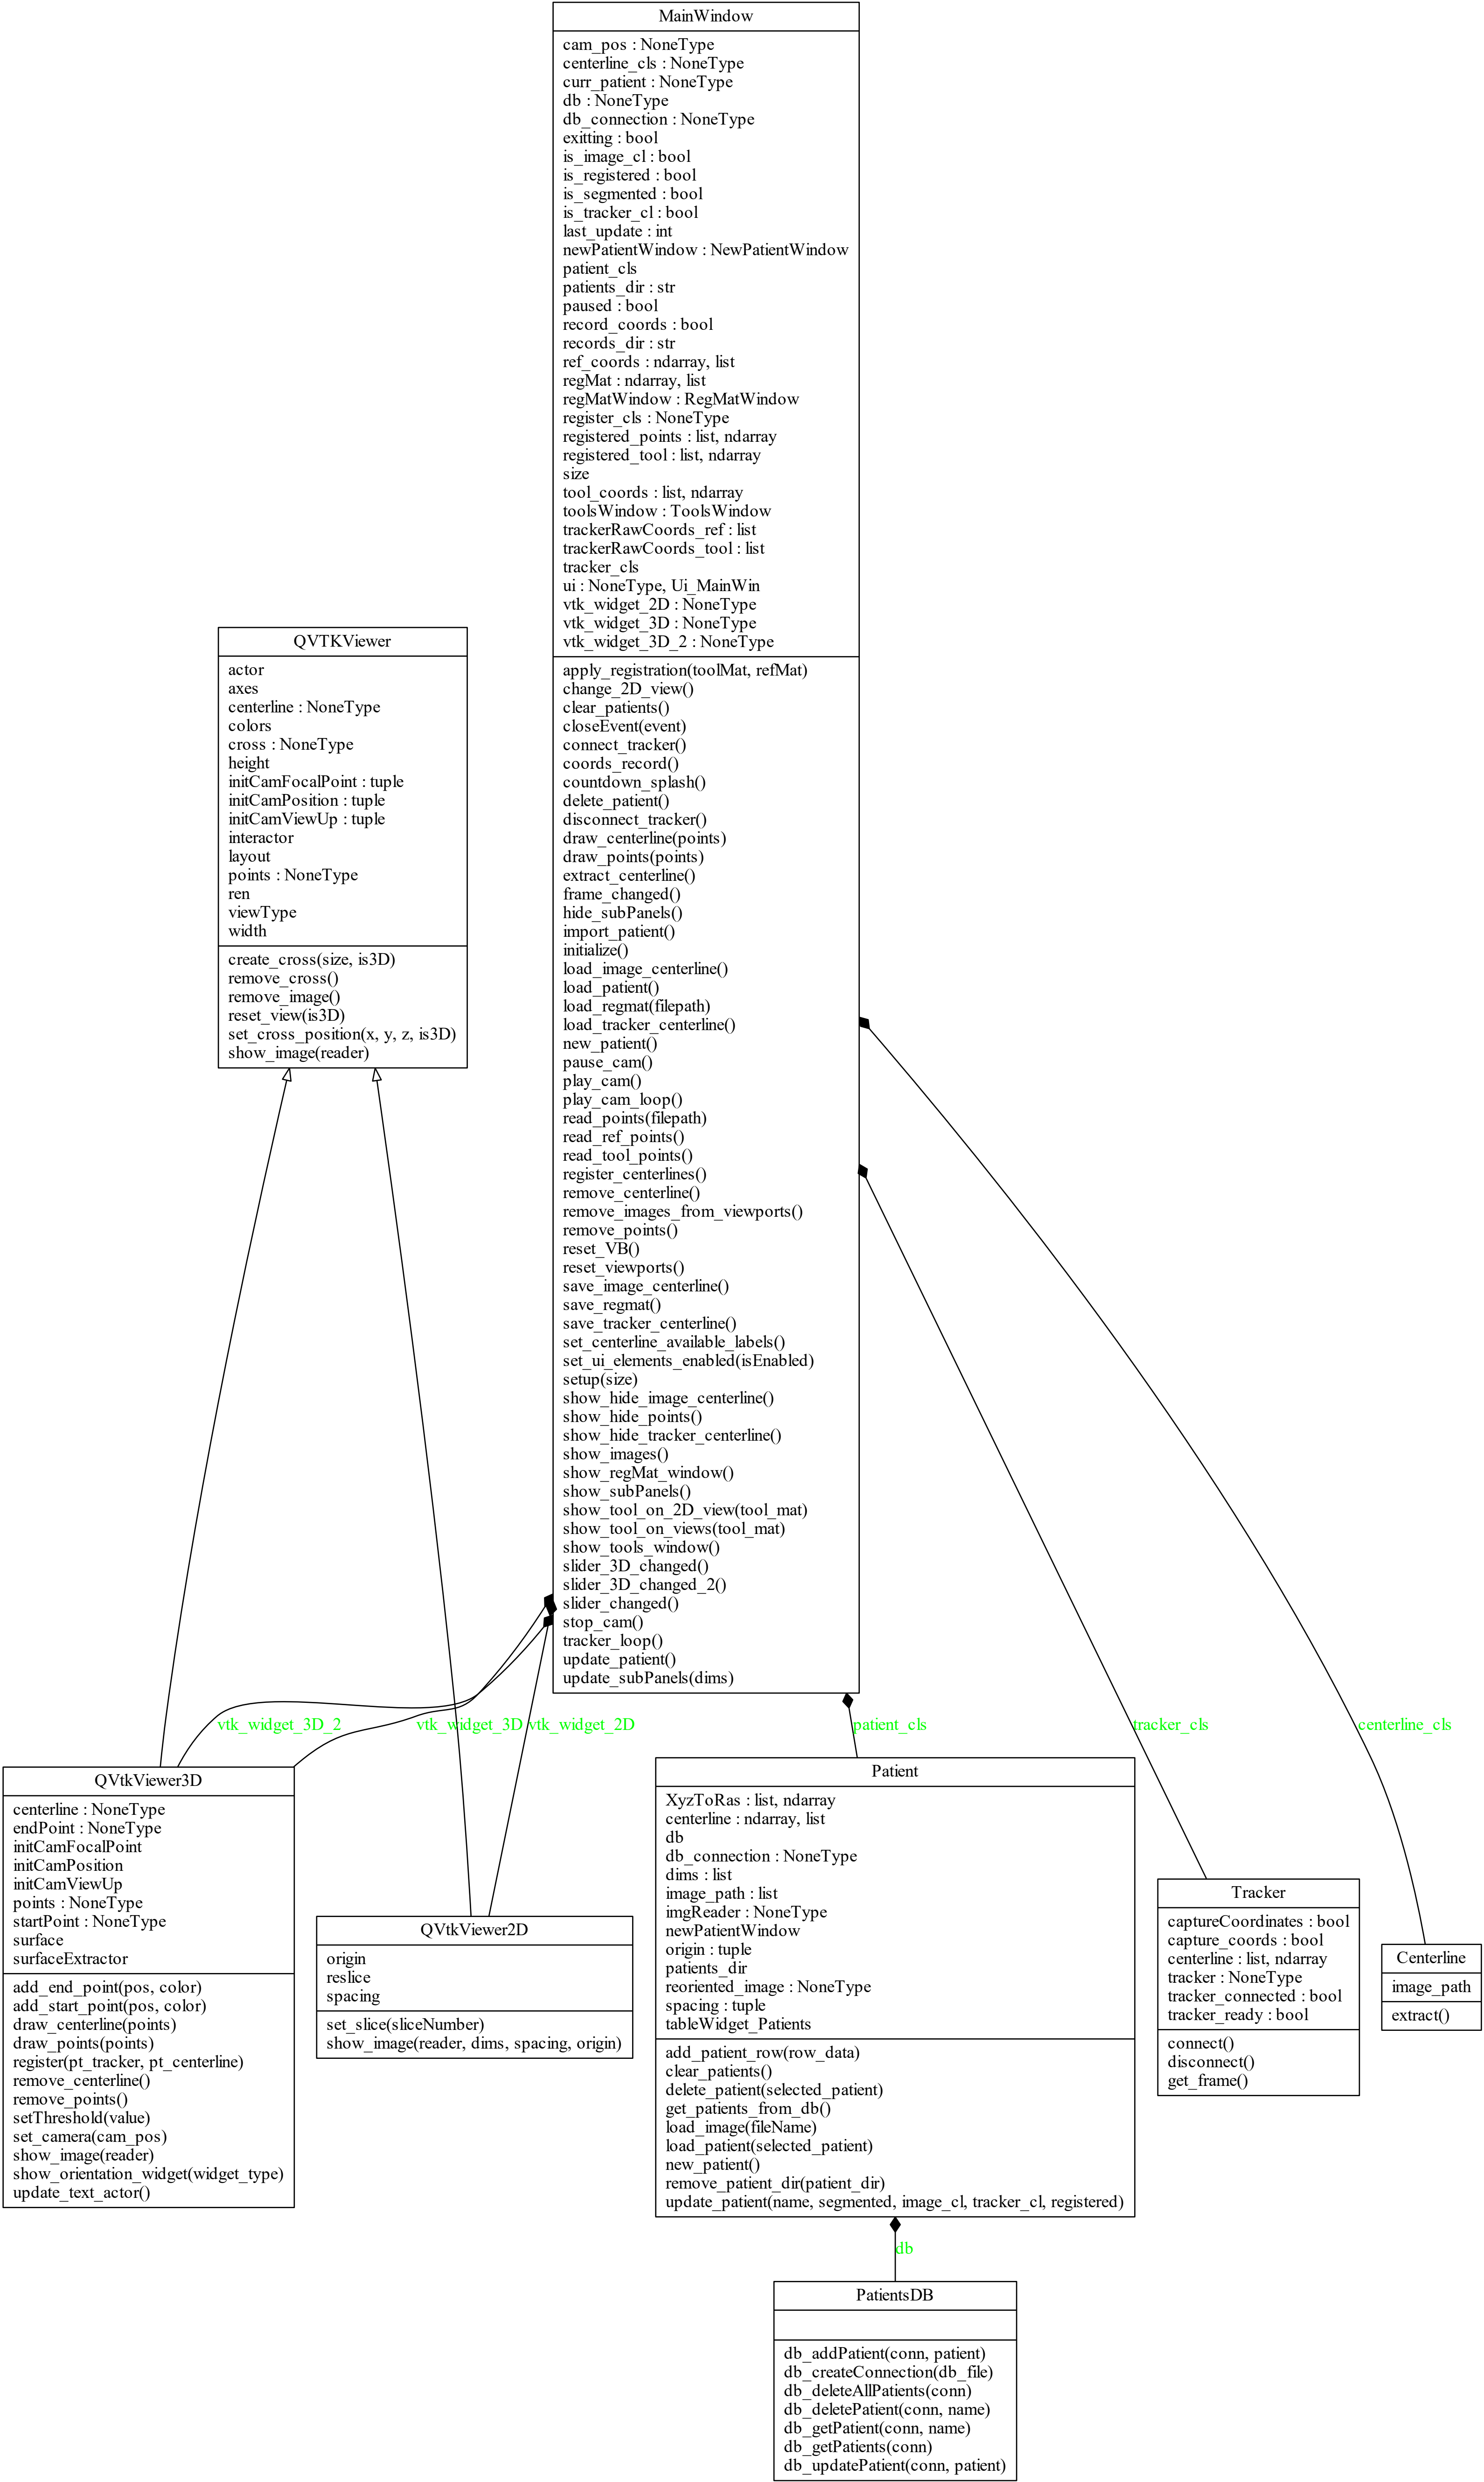 MainWindow
cam_pos : NoneType
centerline_cls : NoneType
curr_patient : NoneType
db : NoneType
db_connection : NoneType
exitting : bool
is_image_cl : bool
is_registered : bool
is_segmented : bool
is_tracker_cl : bool
last_update : int
newPatientWindow : NewPatientWindow
patient_cls
patients_dir : str
paused : bool
record_coords : bool
records_dir : str
ref_coords : ndarray, list
regMat : ndarray, list
regMatWindow : RegMatWindow
register_cls : NoneType
registered_points : list, ndarray
registered_tool : list, ndarray
size
tool_coords : list, ndarray
toolsWindow : ToolsWindow
trackerRawCoords_ref : list
trackerRawCoords_tool : list
tracker_cls
ui : NoneType, Ui_MainWin
vtk_widget_2D : NoneType
vtk_widget_3D : NoneType
vtk_widget_3D_2 : NoneType
apply_registration(toolMat, refMat)
change_2D_view()
clear_patients()
closeEvent(event)
connect_tracker()
coords_record()
countdown_splash()
delete_patient()
disconnect_tracker()
draw_centerline(points)
draw_points(points)
extract_centerline()
frame_changed()
hide_subPanels()
import_patient()
initialize()
load_image_centerline()
load_patient()
load_regmat(filepath)
load_tracker_centerline()
new_patient()
pause_cam()
play_cam()
play_cam_loop()
read_points(filepath)
read_ref_points()
read_tool_points()
register_centerlines()
remove_centerline()
remove_images_from_viewports()
remove_points()
reset_VB()
reset_viewports()
save_image_centerline()
save_regmat()
save_tracker_centerline()
set_centerline_available_labels()
set_ui_elements_enabled(isEnabled)
setup(size)
show_hide_image_centerline()
show_hide_points()
show_hide_tracker_centerline()
show_images()
show_regMat_window()
show_subPanels()
show_tool_on_2D_view(tool_mat)
show_tool_on_views(tool_mat)
show_tools_window()
slider_3D_changed()
slider_3D_changed_2()
slider_changed()
stop_cam()
tracker_loop()
update_patient()
update_subPanels(dims)
QVTKViewer
actor
axes
centerline : NoneType
colors
cross : NoneType
height
initCamFocalPoint : tuple
initCamPosition : tuple
initCamViewUp : tuple
interactor
layout
points : NoneType
ren
viewType
width
create_cross(size, is3D)
remove_cross()
remove_image()
reset_view(is3D)
set_cross_position(x, y, z, is3D)
show_image(reader)
vtk_widget_3D_2
vtk_widget_3D
vtk_widget_2D
patient_cls
tracker_cls
centerline_cls
QVtkViewer3D
centerline : NoneType
endPoint : NoneType
initCamFocalPoint
initCamPosition
initCamViewUp
points : NoneType
startPoint : NoneType
surface
surfaceExtractor
add_end_point(pos, color)
add_start_point(pos, color)
draw_centerline(points)
draw_points(points)
register(pt_tracker, pt_centerline)
remove_centerline()
remove_points()
setThreshold(value)
set_camera(cam_pos)
show_image(reader)
show_orientation_widget(widget_type)
update_text_actor()
QVtkViewer2D
origin
reslice
spacing
set_slice(sliceNumber)
show_image(reader, dims, spacing, origin)
Patient
XyzToRas : list, ndarray
centerline : ndarray, list
db
db_connection : NoneType
dims : list
image_path : list
imgReader : NoneType
newPatientWindow
origin : tuple
patients_dir
reoriented_image : NoneType
spacing : tuple
tableWidget_Patients
add_patient_row(row_data)
clear_patients()
delete_patient(selected_patient)
get_patients_from_db()
load_image(fileName)
load_patient(selected_patient)
new_patient()
remove_patient_dir(patient_dir)
update_patient(name, segmented, image_cl, tracker_cl, registered)
Tracker
captureCoordinates : bool
capture_coords : bool
centerline : list, ndarray
tracker : NoneType
tracker_connected : bool
tracker_ready : bool
connect()
disconnect()
get_frame()
Centerline
image_path
extract()
db
PatientsDB
db_addPatient(conn, patient)
db_createConnection(db_file)
db_deleteAllPatients(conn)
db_deletePatient(conn, name)
db_getPatient(conn, name)
db_getPatients(conn)
db_updatePatient(conn, patient)